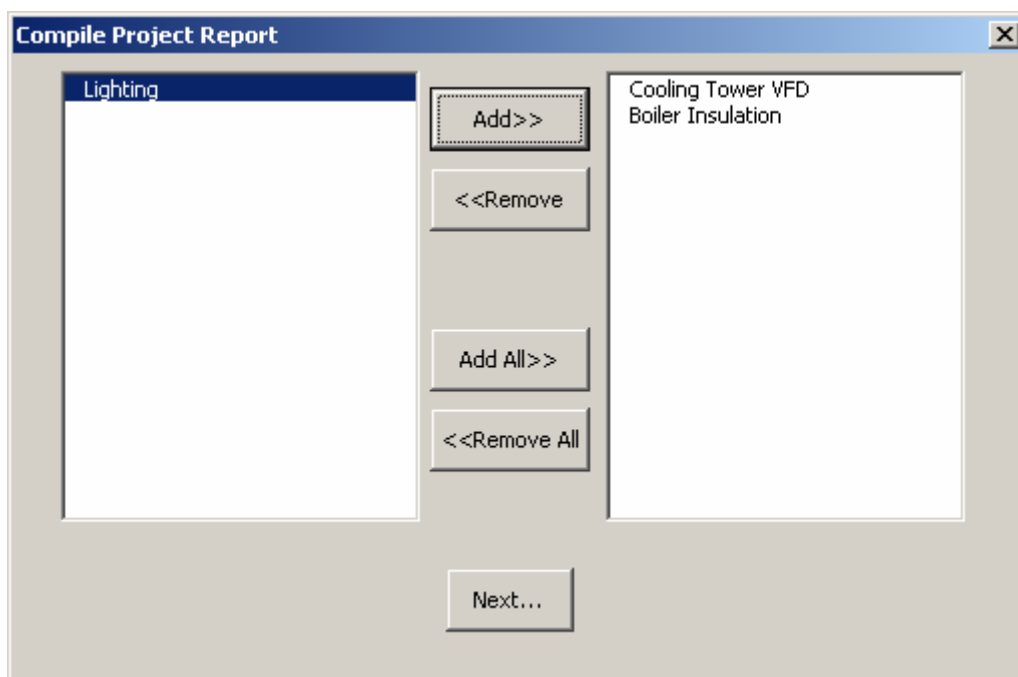 Compile Project Report
Lighting
Add>>
<<Remove
Add All>>
<<Remove All
Cooling Tower VFD
Boiler Insulation
Next...